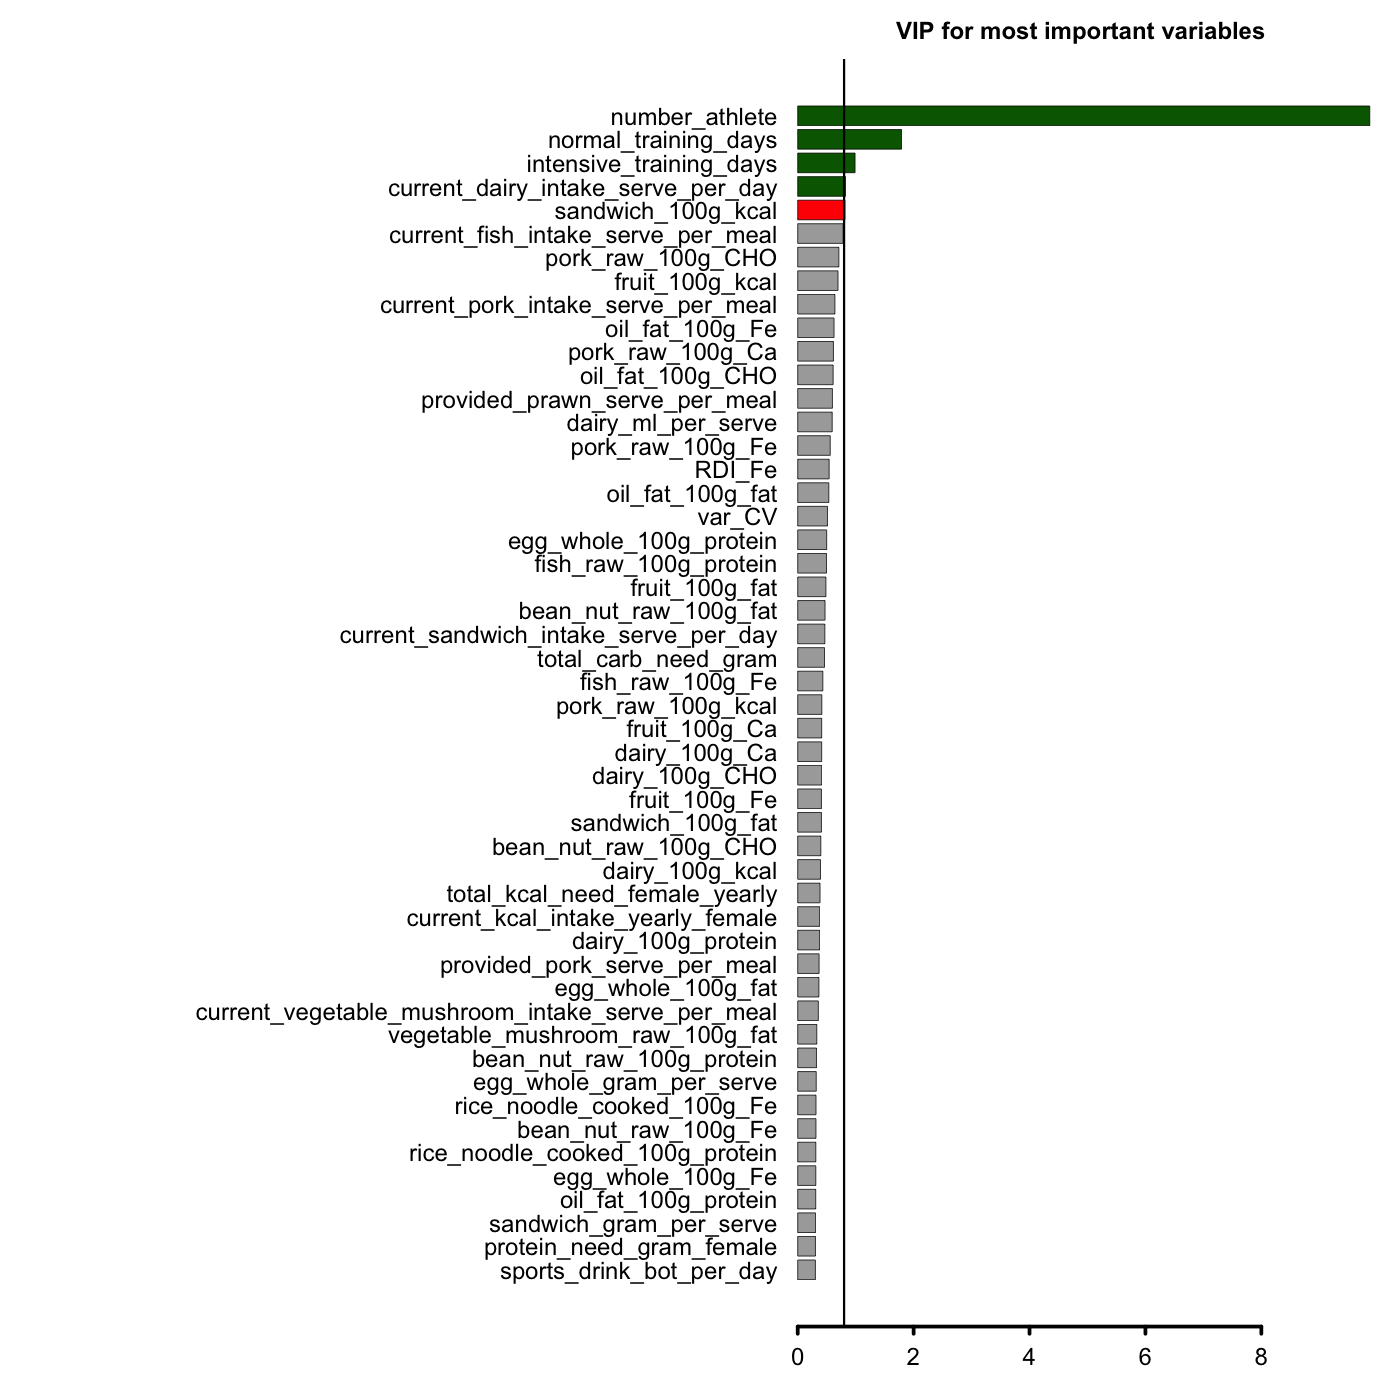 VIP for most important variables
number_athlete
normal_training_days
intensive_training_days
current_dairy_intake_serve_per_day
sandwich_100g_kcal
current_fish_intake_serve_per_meal
pork_raw_100g_CHO
fruit_100g_kcal
current_pork_intake_serve_per_meal
oil_fat_100g_Fe
pork_raw_100g_Ca
oil_fat_100g_CHO
provided_prawn_serve_per_meal
dairy_ml_per_serve
pork_raw_100g_Fe
RDI_Fe
oil_fat_100g_fat
var_CV
egg_whole_100g_protein
fish_raw_100g_protein
fruit_100g_fat
bean_nut_raw_100g_fat
current_sandwich_intake_serve_per_day
total_carb_need_gram
fish_raw_100g_Fe
pork_raw_100g_kcal
fruit_100g_Ca
dairy_100g_Ca
dairy_100g_CHO
fruit_100g_Fe
sandwich_100g_fat
bean_nut_raw_100g_CHO
dairy_100g_kcal
total_kcal_need_female_yearly
current_kcal_intake_yearly_female
dairy_100g_protein
provided_pork_serve_per_meal
egg_whole_100g_fat
current_vegetable_mushroom_intake_serve_per_meal
vegetable_mushroom_raw_100g_fat
bean_nut_raw_100g_protein
egg_whole_gram_per_serve
rice_noodle_cooked_100g_Fe
bean_nut_raw_100g_Fe
rice_noodle_cooked_100g_protein
egg_whole_100g_Fe
oil_fat_100g_protein
sandwich_gram_per_serve
protein_need_gram_female
sports_drink_bot_per_day
0 2 4 6 8